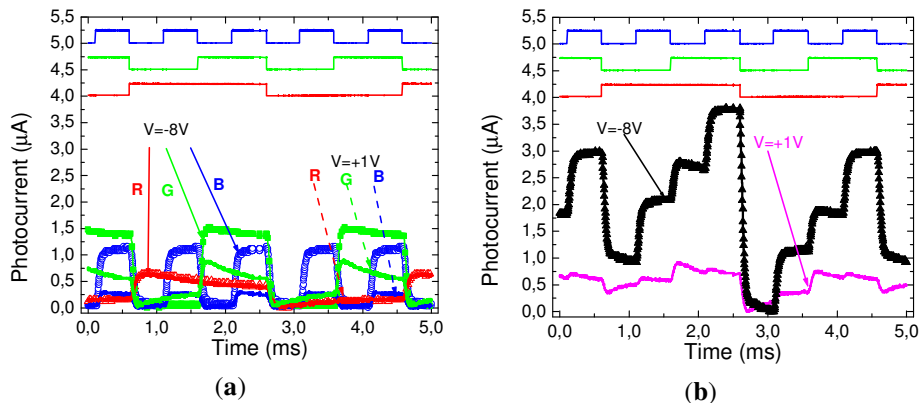 5,0
4,5
4,0
3,5
3,0
2,5
2,0
1,5
1,0
0,5
0,0
Photocurrent (µA)
V=-8V
V=+1V
R
G
B
R
G
B
0,0 1,0 2,0 3,0 4,0 5,0
Time (ms)
(a)
5,0
4,5
4,0
3,5
3,0
2,5
2,0
1,5
1,0
0,5
0,0
Photocurrent (µA)
V=-8V
V=+1V
0,0 1,0 2,0 3,0 4,0 5,0
Time (ms)
(b)